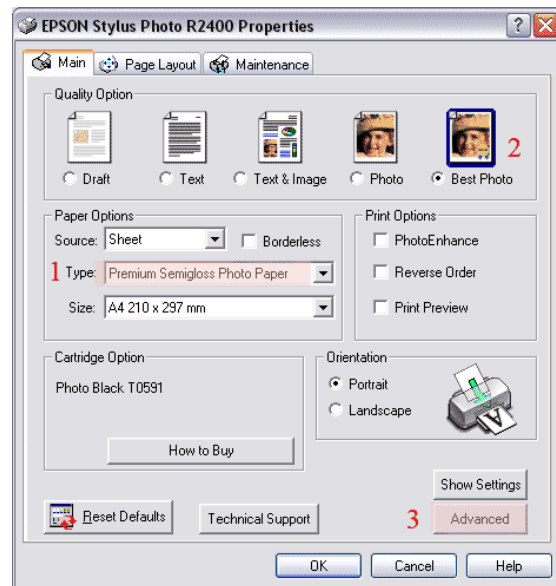 EPSON Stylus Photo R2400 Properties
Main Page Layout Maintenance
Quality Option
2
Draft Text Text & Image Photo Best Photo
Paper Options
Source: Sheet Borderless
1 Type: Premium Semigloss Photo Paper
Size: A4 210 x 297 mm
Print Options
PhotoEnhance
Reverse Order
Print Preview
Cartridge Option
Photo Black T0591
How to Buy
Orientation
Portrait
Landscape
A
Show Settings
Reset Defaults Technical Support 3 Advanced
OK Cancel Help